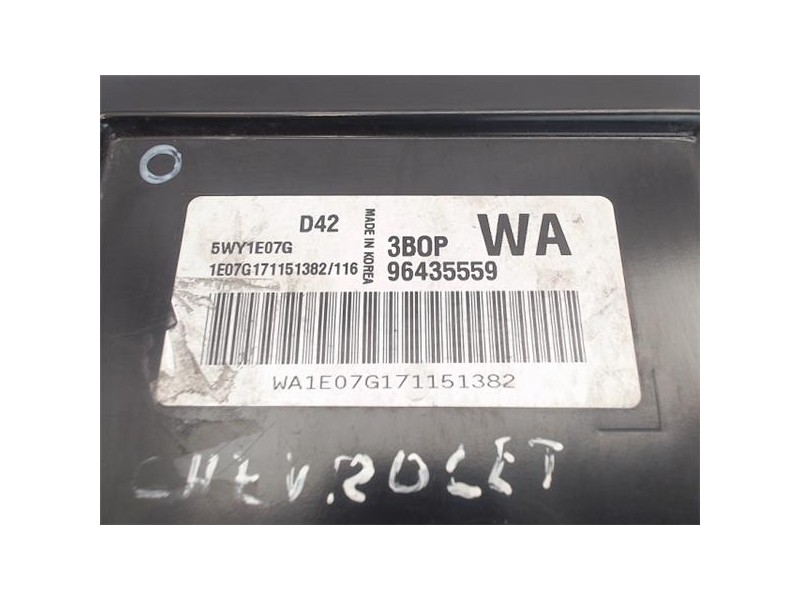 D42
5WY1E07G
1E07G171151382/116
MADE IN KOREA
3BOP WA
96435559
WA1E07G171151382
CHEVROLET